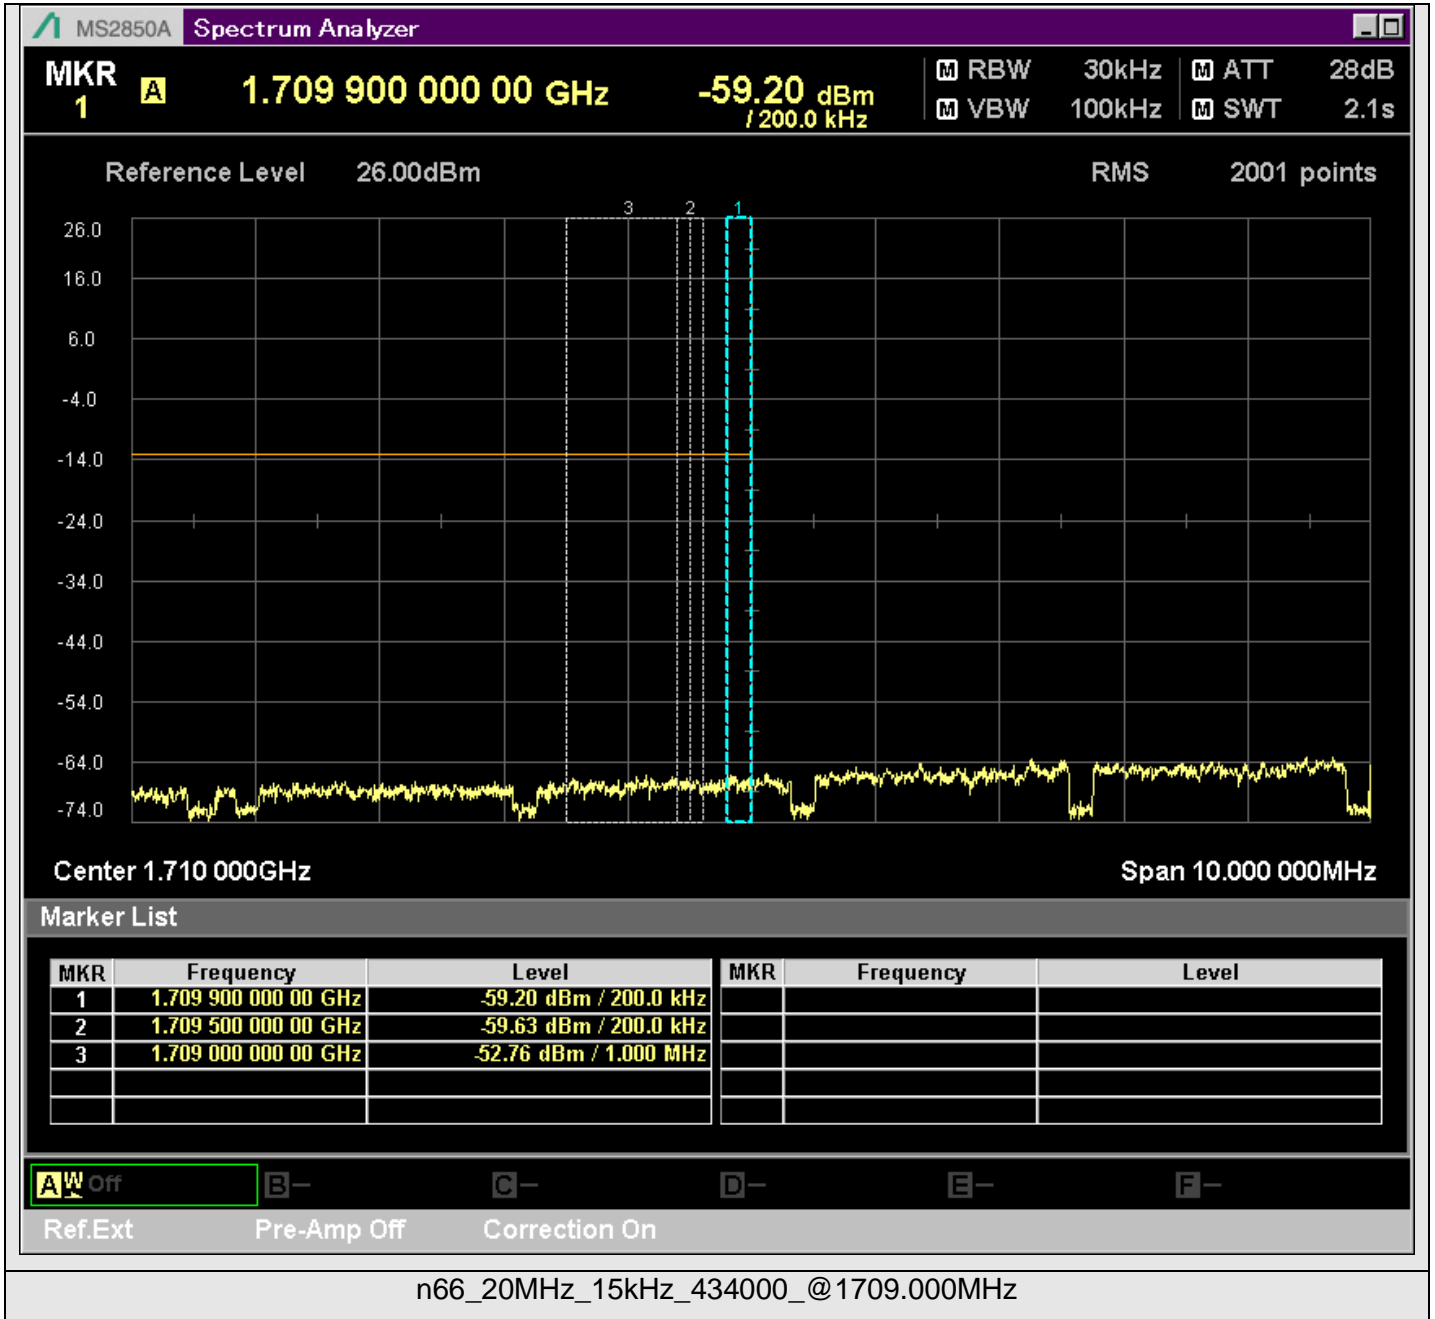 MS2850A Spectrum Analyzer
MKR 1 A 1.709 900 000 00 GHz -59.20 dBm / 200.0 kHz
M RBW 30kHz M ATT 28dB
M VBW 100kHz M SWT 2.1s
Reference Level 26.00dBm RMS 2001 points
3 2 1
26.0
16.0
6.0
-4.0
-14.0
-24.0
-34.0
-44.0
-54.0
-64.0
-74.0
Center 1.710 000GHz Span 10.000 000MHz
Marker List
MKR Frequency Level MKR Frequency Level
1 1.709 900 000 00 GHz -59.20 dBm / 200.0 kHz
2 1.709 500 000 00 GHz -59.63 dBm / 200.0 kHz
3 1.709 000 000 00 GHz -52.76 dBm / 1.000 MHz
A W Off B - C - D - E - F -
Ref.Ext Pre-Amp Off Correction On
n66_20MHz_15kHz_434000_@1709.000MHz